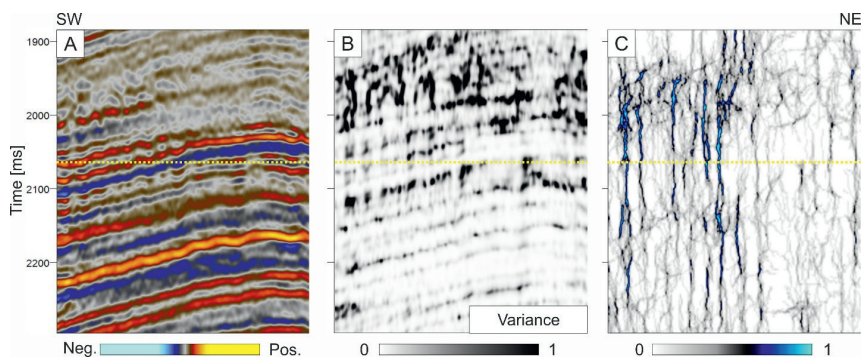 SW
NE
A
B
C
1900
2000
2100
2200
Time [ms]
Variance
Neg.
Pos.
0
1
0
1